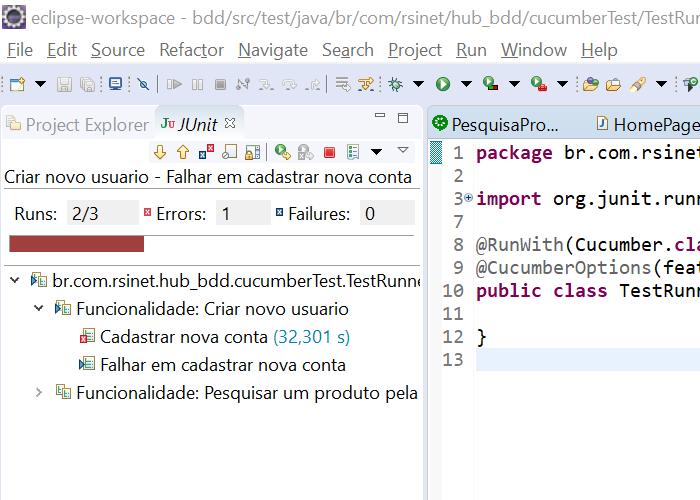 eclipse-workspace - bdd/src/test/java/br/com/rsinet/hub_bdd/cucumberTest/TestRunn
File Edit Source Refactor Navigate Search Project Run Window Help
Project Explorer JUnit
PesquisaPro... HomePage
Criar novo usuario - Falhar em cadastrar nova conta
Runs: 2/3 Errors: 1 Failures: 0
br.com.rsinet.hub_bdd.cucumberTest.TestRunne
Funcionalidade: Criar novo usuario
Cadastrar nova conta (32,301 s)
Falhar em cadastrar nova conta
Funcionalidade: Pesquisar um produto pela
1 package br.com.rsinet
2
3 import org.junit.runn
7
8 @RunWith(Cucumber.cla
9 @CucumberOptions(feat
10 public class TestRunn
11
12 }
13